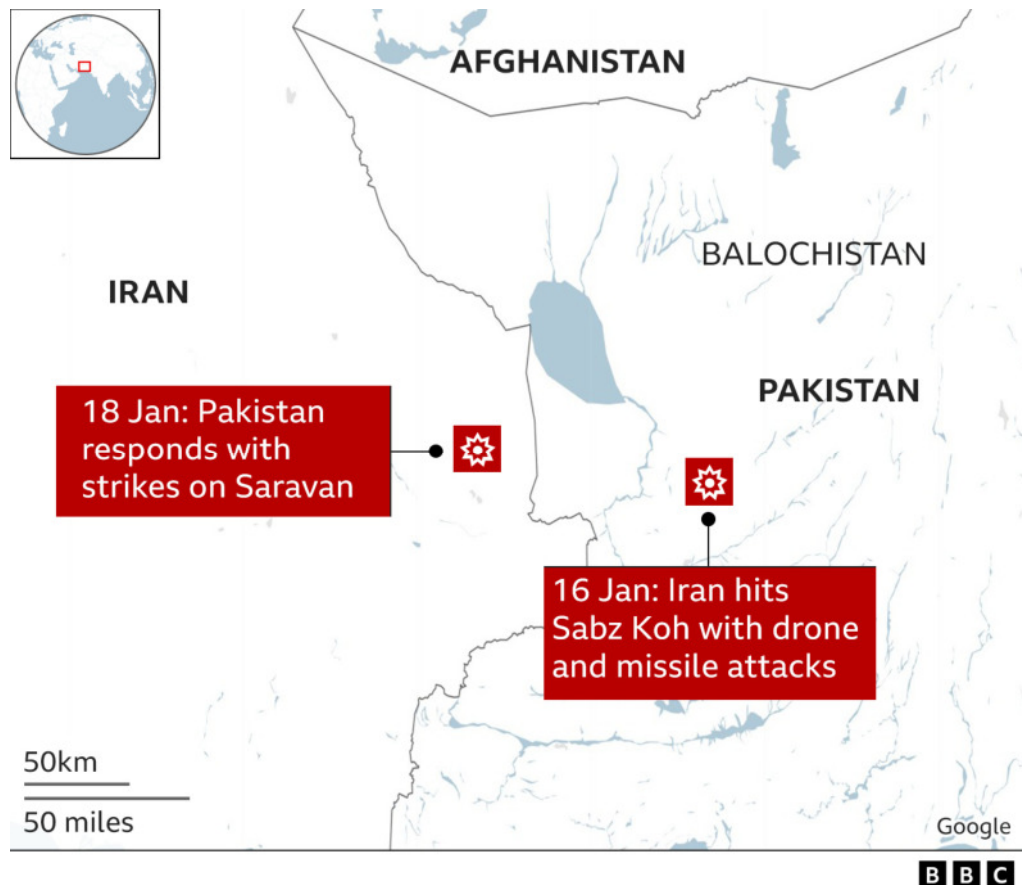 AFGHANISTAN
BALOCHISTAN
IRAN
PAKISTAN
18 Jan: Pakistan
responds with
strikes on Saravan
16 Jan: Iran hits
Sabz Koh with drone
and missile attacks
50km
50 miles
Google
BBC